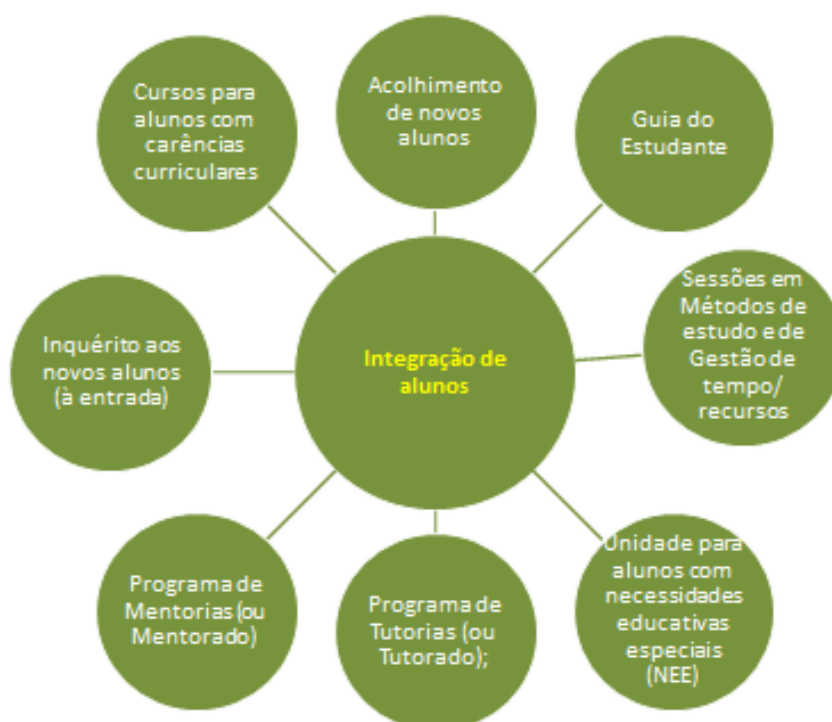 Acolhimento
de novos
alunos
Guia do
Estudante
Sessões em
Métodos de
estudo e de
Gestão de
tempo/
recursos
Unidade para
alunos com
necessidades
educativas
especiais
(NEE)
Programa de
Tutorias (ou
Tutorado);
Programa de
Mentorias (ou
Mentorado)
Inquérito aos
novos alunos
(à entrada)
Cursos para
alunos com
carências
curriculares
Integração de
alunos